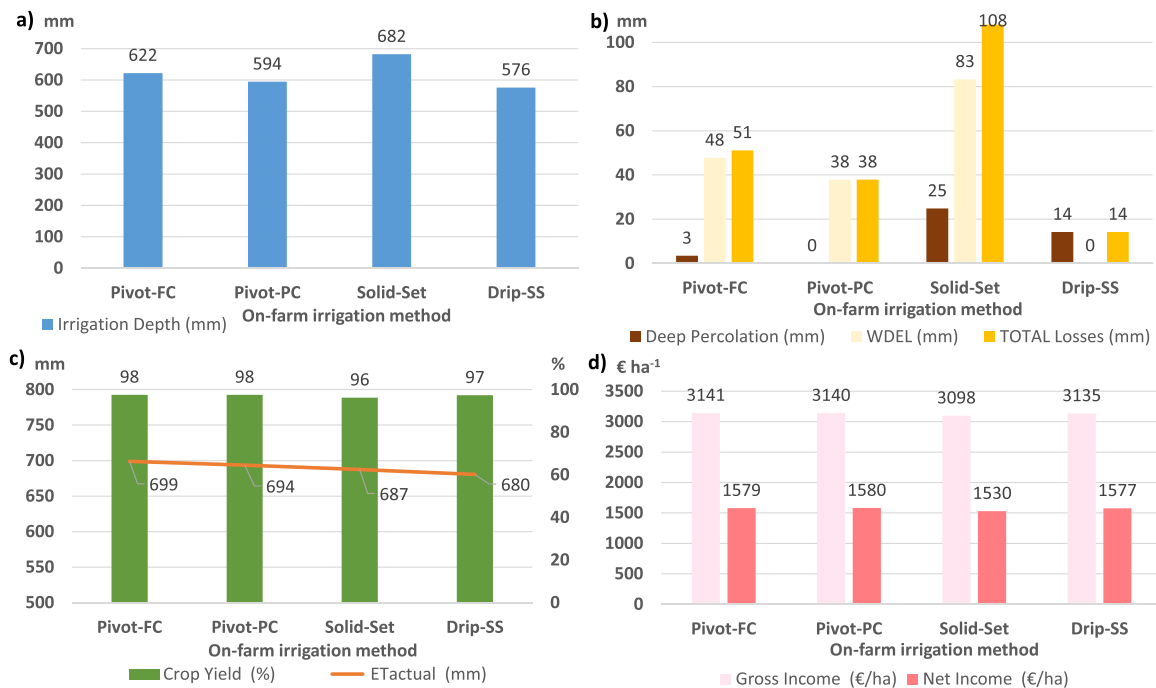 a) mm
700
600
500
400
300
200
100
0
622
594
682
576
Pivot-FC Pivot-PC Solid-Set Drip-SS
On-farm irrigation method
Irrigation Depth (mm)
b) mm
100
80
60
40
20
0
3 48 51
0 38 38
25 83 108
14 0 14
Pivot-FC Pivot-PC Solid-Set Drip-SS
On-farm irrigation method
Deep Percolation (mm) WDEL (mm) TOTAL Losses (mm)
c) mm %
800
750
700
650
600
550
500
98 98 96 97
699 694 687 680
100
80
60
40
20
0
Pivot-FC Pivot-PC Solid-Set Drip-SS
On-farm irrigation method
Crop Yield (%) ETactual (mm)
d) € ha⁻¹
3500
3000
2500
2000
1500
1000
500
0
3141 1579
3140 1580
3098 1530
3135 1577
Pivot-FC Pivot-PC Solid-Set Drip-SS
On-farm irrigation method
Gross Income (€/ha) Net Income (€/ha)